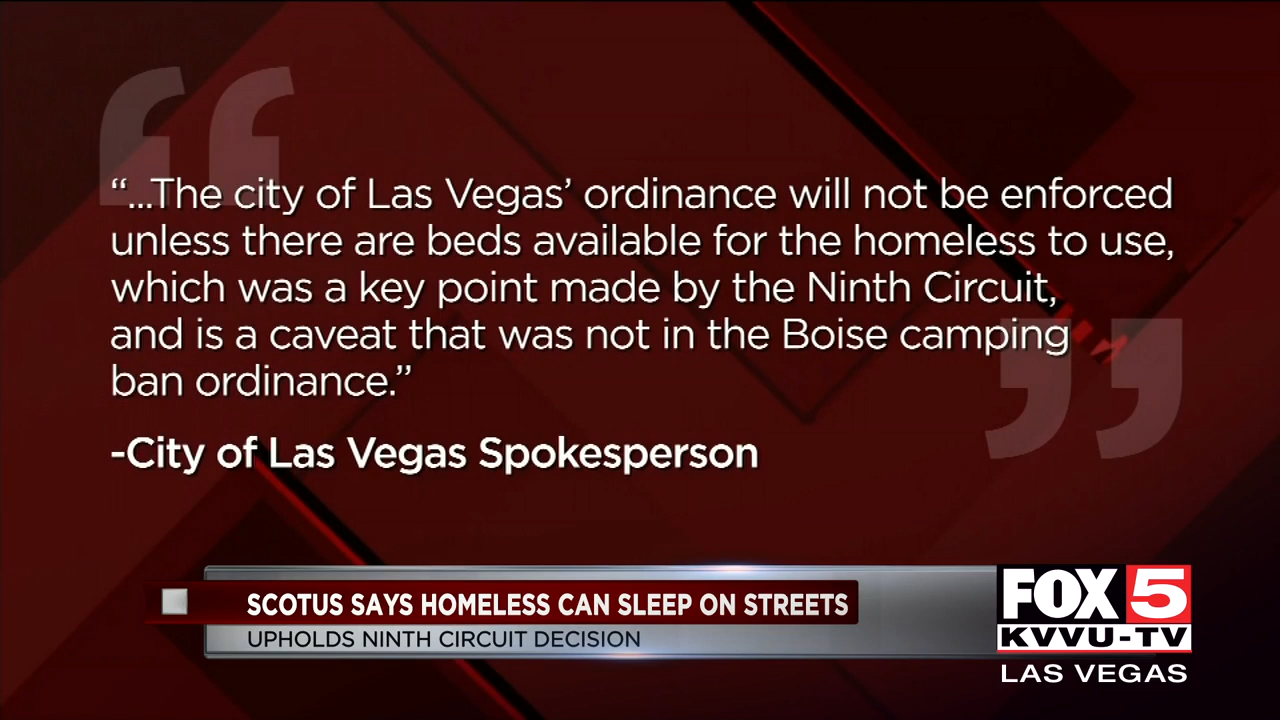 “...The city of Las Vegas’ ordinance will not be enforced
unless there are beds available for the homeless to use,
which was a key point made by the Ninth Circuit,
and is a caveat that was not in the Boise camping
ban ordinance.”
-City of Las Vegas Spokesperson
SCOTUS SAYS HOMELESS CAN SLEEP ON STREETS
UPHOLDS NINTH CIRCUIT DECISION
FOX 5
KVVU-TV
LAS VEGAS